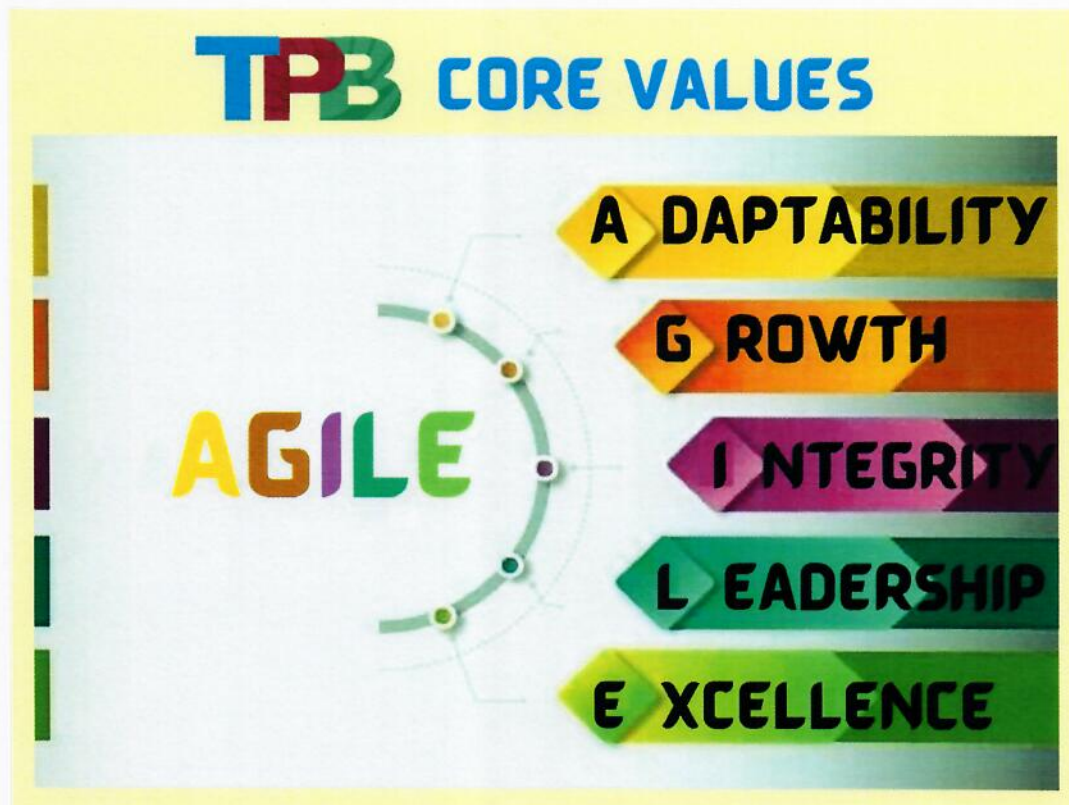 TPB CORE VALUES
A DAPTABILITY
G ROWTH
AGILE
I NTEGRITY
L EADERSHIP
E XCELLENCE